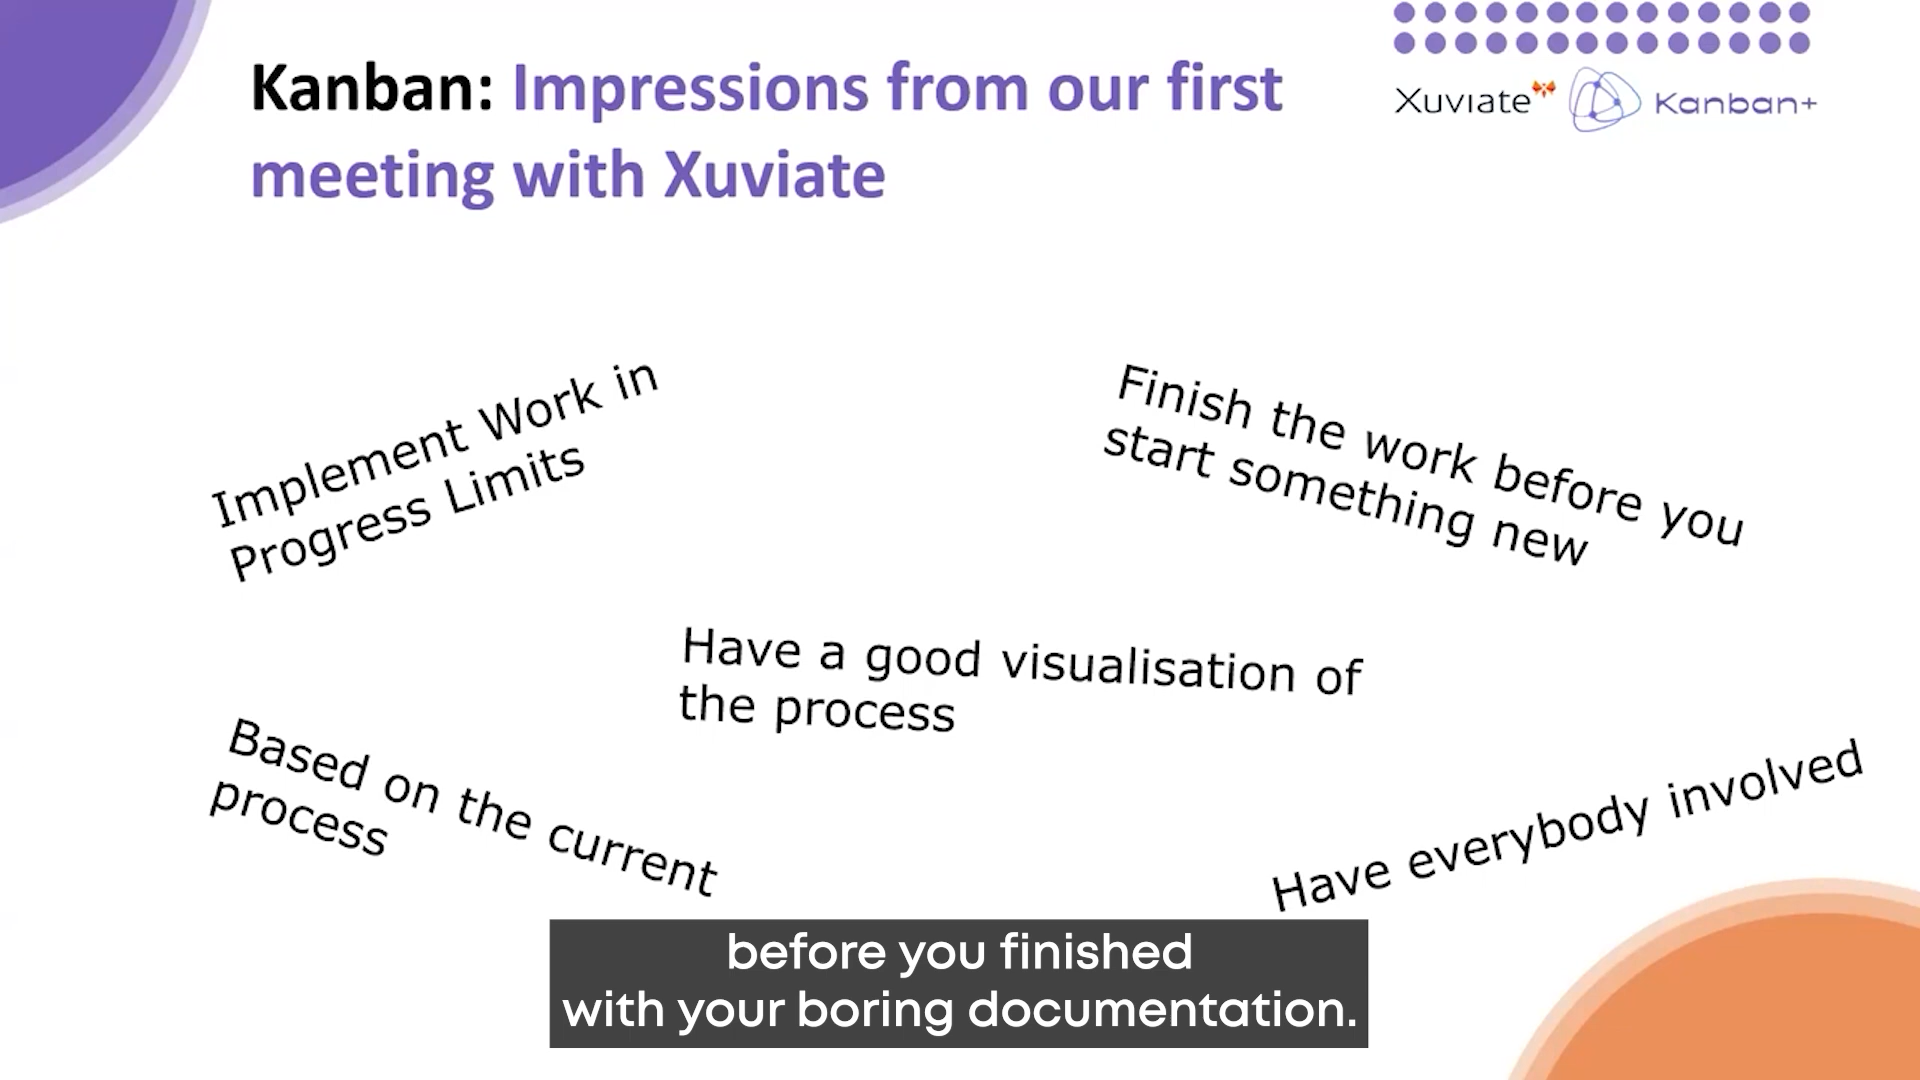 Kanban: Impressions from our first
meeting with Xuviate
Xuviate Kanban+
Implement Work in
Progress Limits
Finish the work before you
start something new
Have a good visualisation of
the process
Based on the current
process
Have everybody involved
before you finished
with your boring documentation.